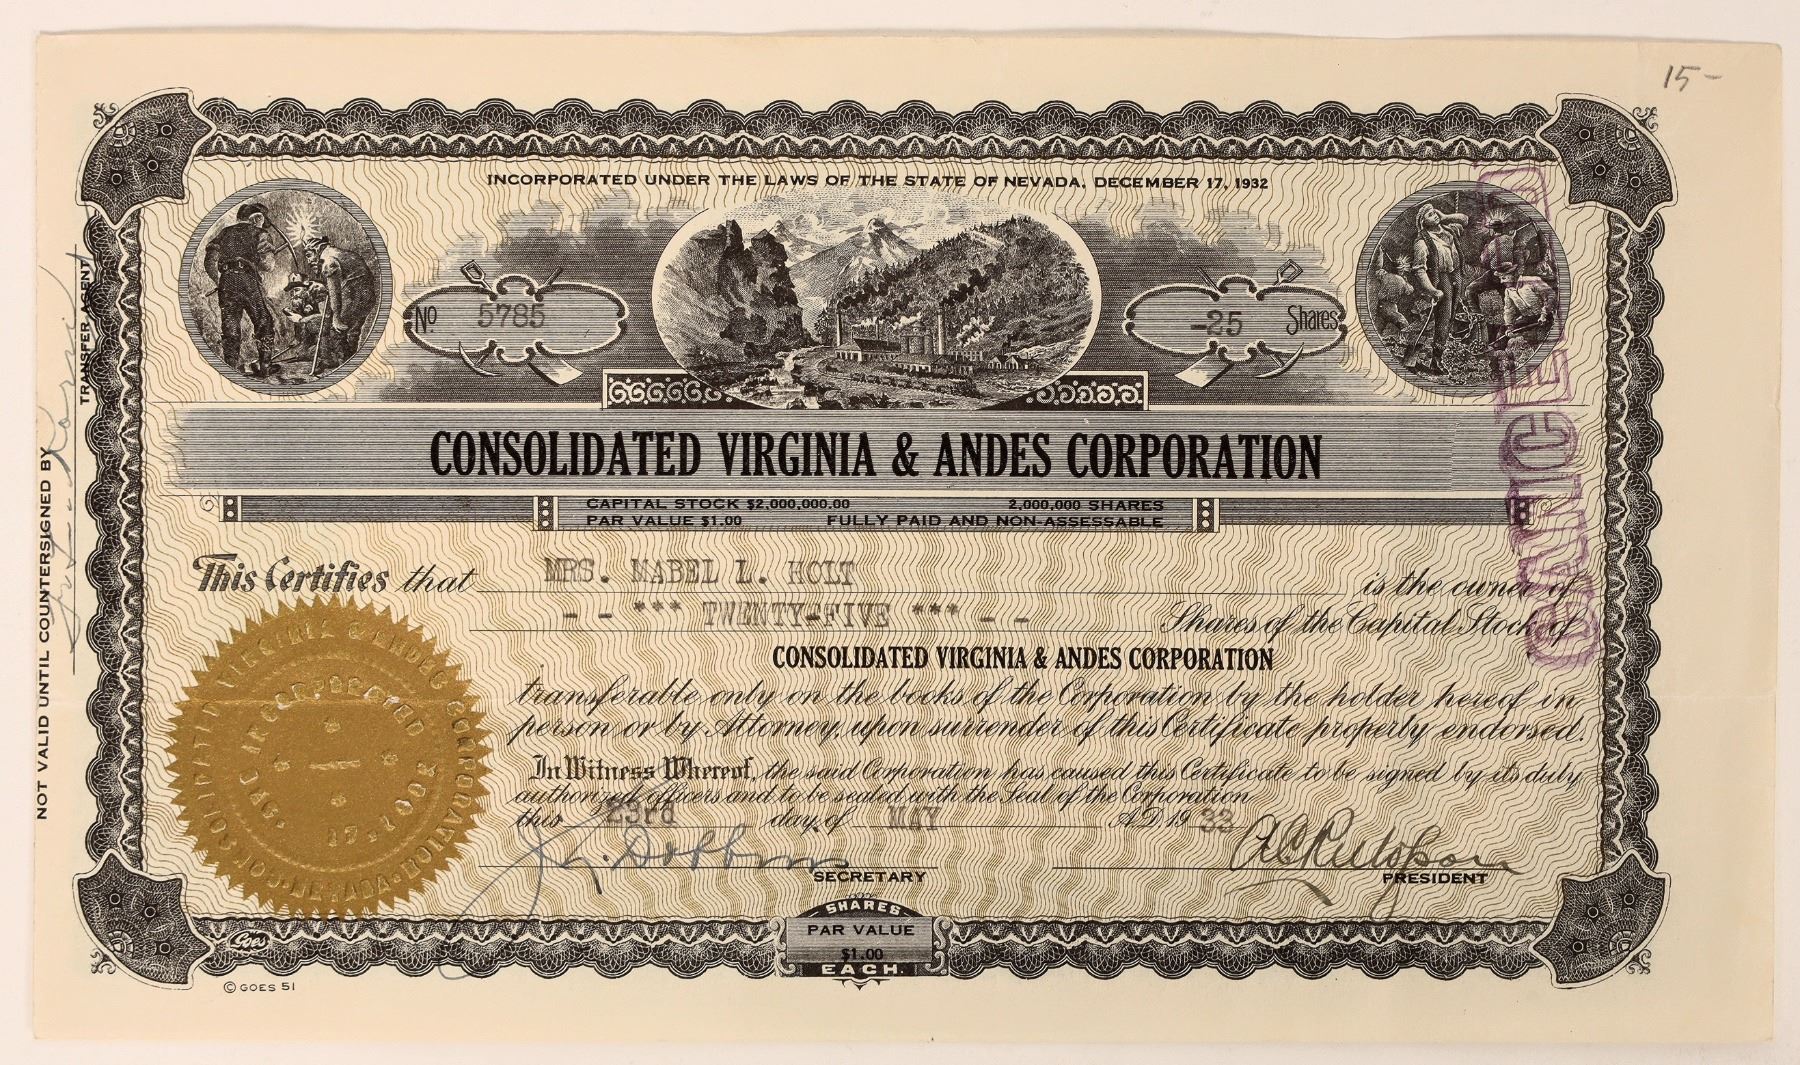 15-
INCORPORATED UNDER THE LAWS OF THE STATE OF NEVADA, DECEMBER 17, 1932
No 5785
-25 Shares
CONSOLIDATED VIRGINIA & ANDES CORPORATION
CAPITAL STOCK $2,000,000.00 2,000,000 SHARES
PAR VALUE $1.00 FULLY PAID AND NON-ASSESSABLE
This Certifies that MRS. MABEL L. HOLT is the owner of
- - *** TWENTY-FIVE *** - - Shares of the Capital Stock of
CONSOLIDATED VIRGINIA & ANDES CORPORATION
transferable only on the books of the Corporation by the holder hereof in
person or by Attorney, upon surrender of this Certificate properly endorsed.
In Witness Whereof, the said Corporation has caused this Certificate to be signed by its duly
authorized officers and to be sealed with the Seal of the Corporation
this 23rd day of MAY A.D. 1933
SECRETARY
PRESIDENT
SHARES
PAR VALUE
$1.00
EACH.
Goes
© GOES 51
NOT VALID UNTIL COUNTERSIGNED BY
TRANSFER AGENT
CANCELLED
CONSOLIDATED VIRGINIA & ANDES CORPORATION
INCORPORATED
DEC. 17, 1932
NEVADA